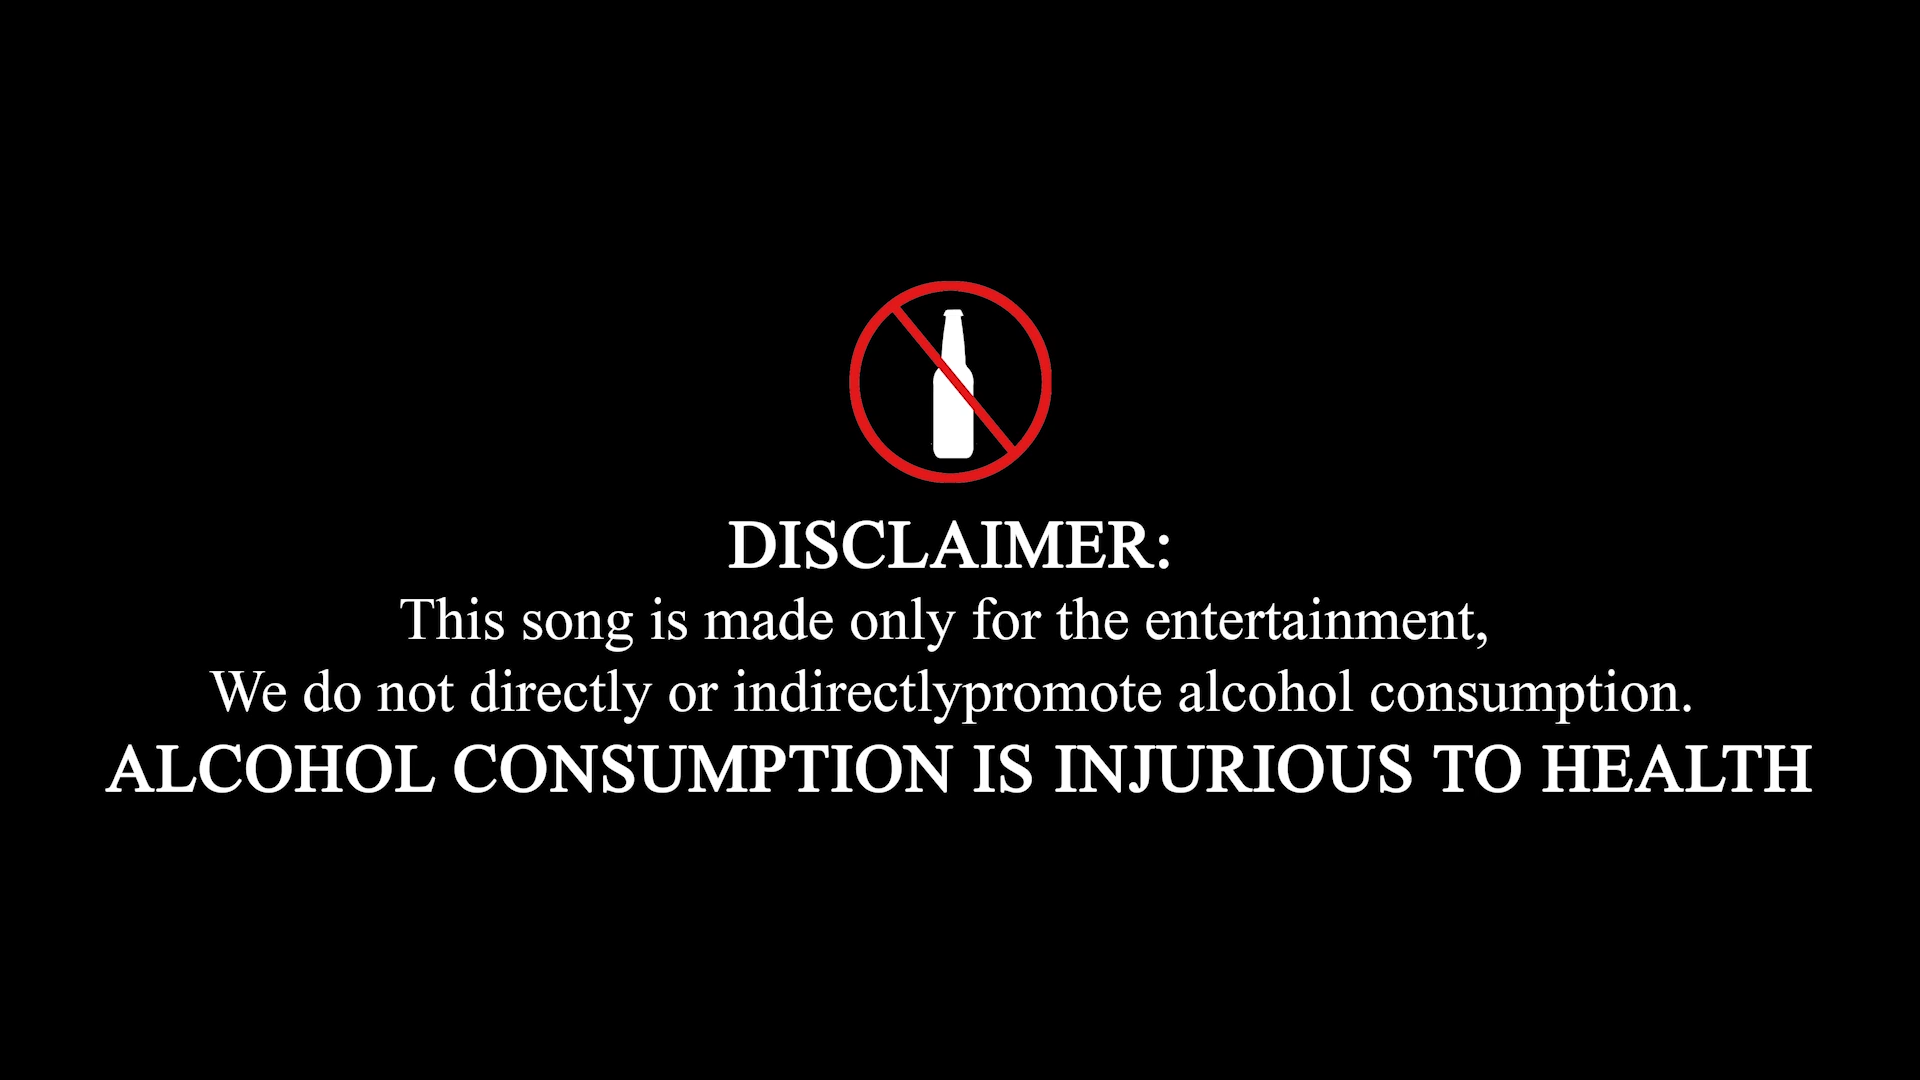 DISCLAIMER:
This song is made only for the entertainment,
We do not directly or indirectlypromote alcohol consumption.
ALCOHOL CONSUMPTION IS INJURIOUS TO HEALTH